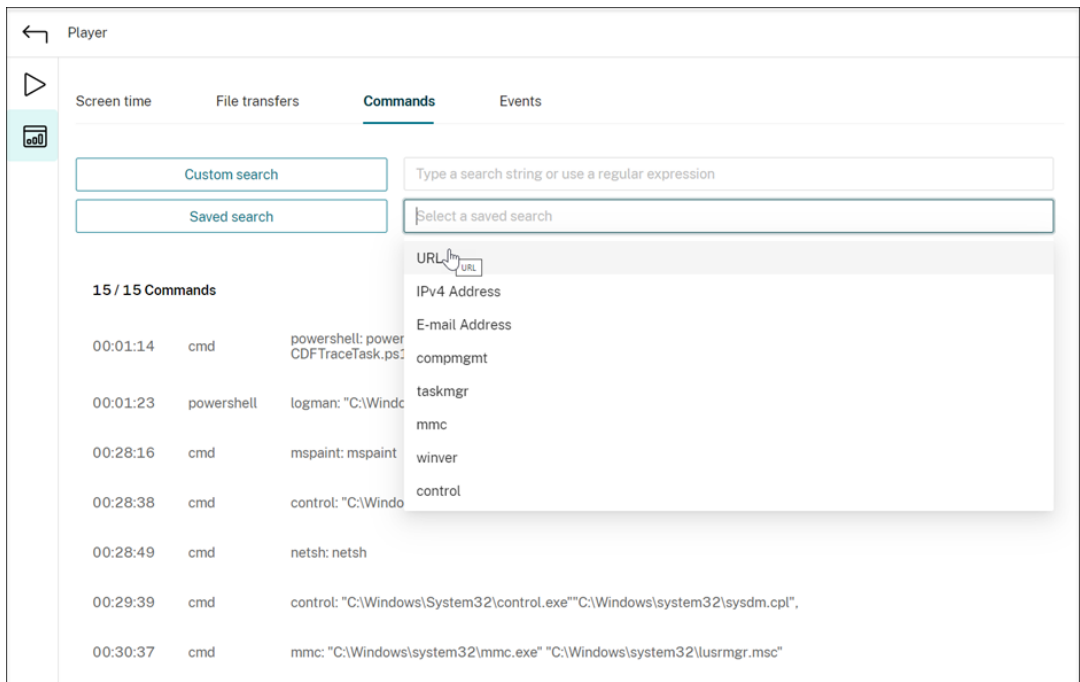 Player
Screen time File transfers Commands Events
Custom search Type a search string or use a regular expression
Saved search Select a saved search
URL URL
IPv4 Address
15 / 15 Commands
E-mail Address
00:01:14 cmd powershell: power
CDFTraceTask.ps1
compmgmt
taskmgr
00:01:23 powershell logman: "C:\Windo
mmc
00:28:16 cmd mspaint: mspaint
winver
00:28:38 cmd control: "C:\Windo
control
00:28:49 cmd netsh: netsh
00:29:39 cmd control: "C:\Windows\System32\control.exe""C:\Windows\system32\sysdm.cpl",
00:30:37 cmd mmc: "C:\Windows\system32\mmc.exe" "C:\Windows\system32\lusrmgr.msc"